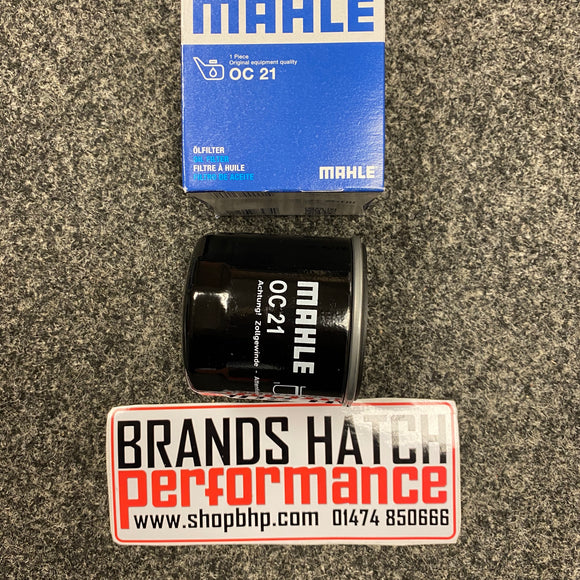 MAHLE
1 Piece
Original equipment quality
OC 21
ÖLFILTER
OIL FILTER
FILTRE À HUILE
FILTRO DE ACEITE
MAHLE
MAHLE
OC 21
Achtung! Zollgewinde -
BRANDS HATCH
performance
www.shopbhp.com 01474 850666